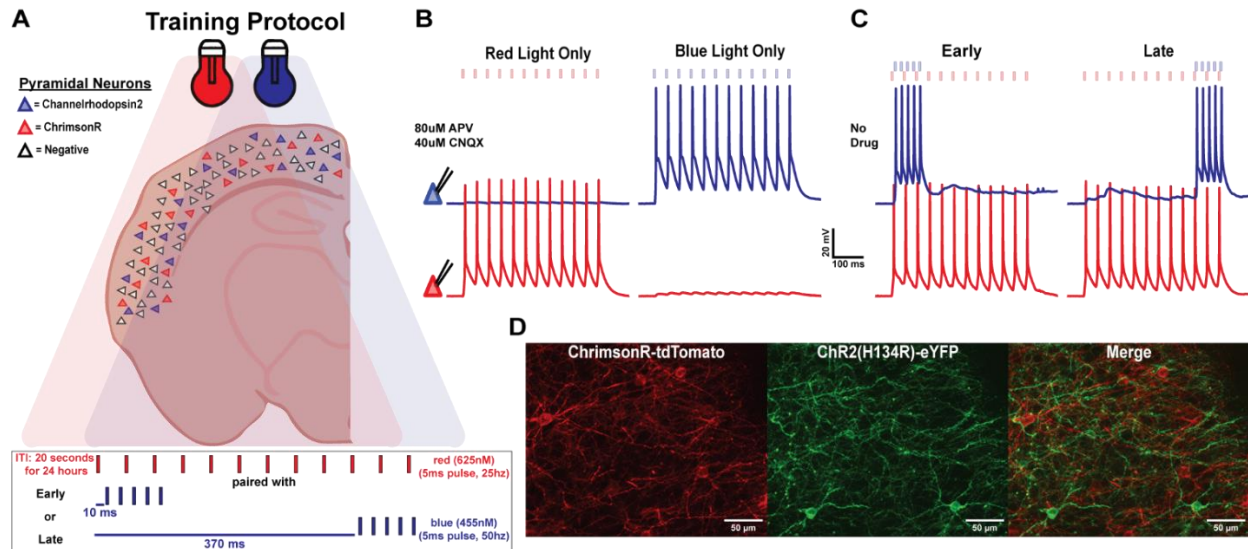 A
Training Protocol
Pyramidal Neurons
= Channelrhodopsin2
= ChrimsonR
= Negative
ITI: 20 seconds
for 24 hours
red (625nM)
(5ms pulse, 25hz)
paired with
Early
10 ms
or
Late
370 ms
blue (455nM)
(5ms pulse, 50hz)
B
Red Light Only
Blue Light Only
80uM APV
40uM CNQX
C
Early
Late
No
Drug
20 mV
100 ms
D
ChrimsonR-tdTomato
ChR2(H134R)-eYFP
Merge
50 µm
50 µm
50 µm